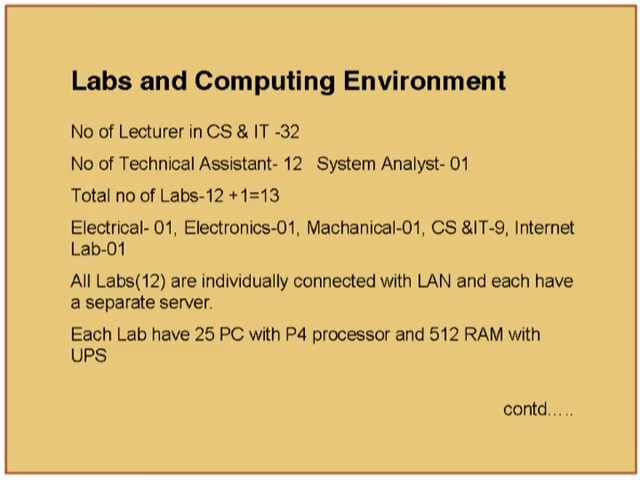 Labs and Computing Environment
No of Lecturer in CS & IT -32
No of Technical Assistant- 12   System Analyst- 01
Total no of Labs-12 +1=13
Electrical- 01, Electronics-01, Machanical-01, CS &IT-9, Internet
Lab-01
All Labs(12) are individually connected with LAN and each have
a separate server.
Each Lab have 25 PC with P4 processor and 512 RAM with
UPS
contd…..